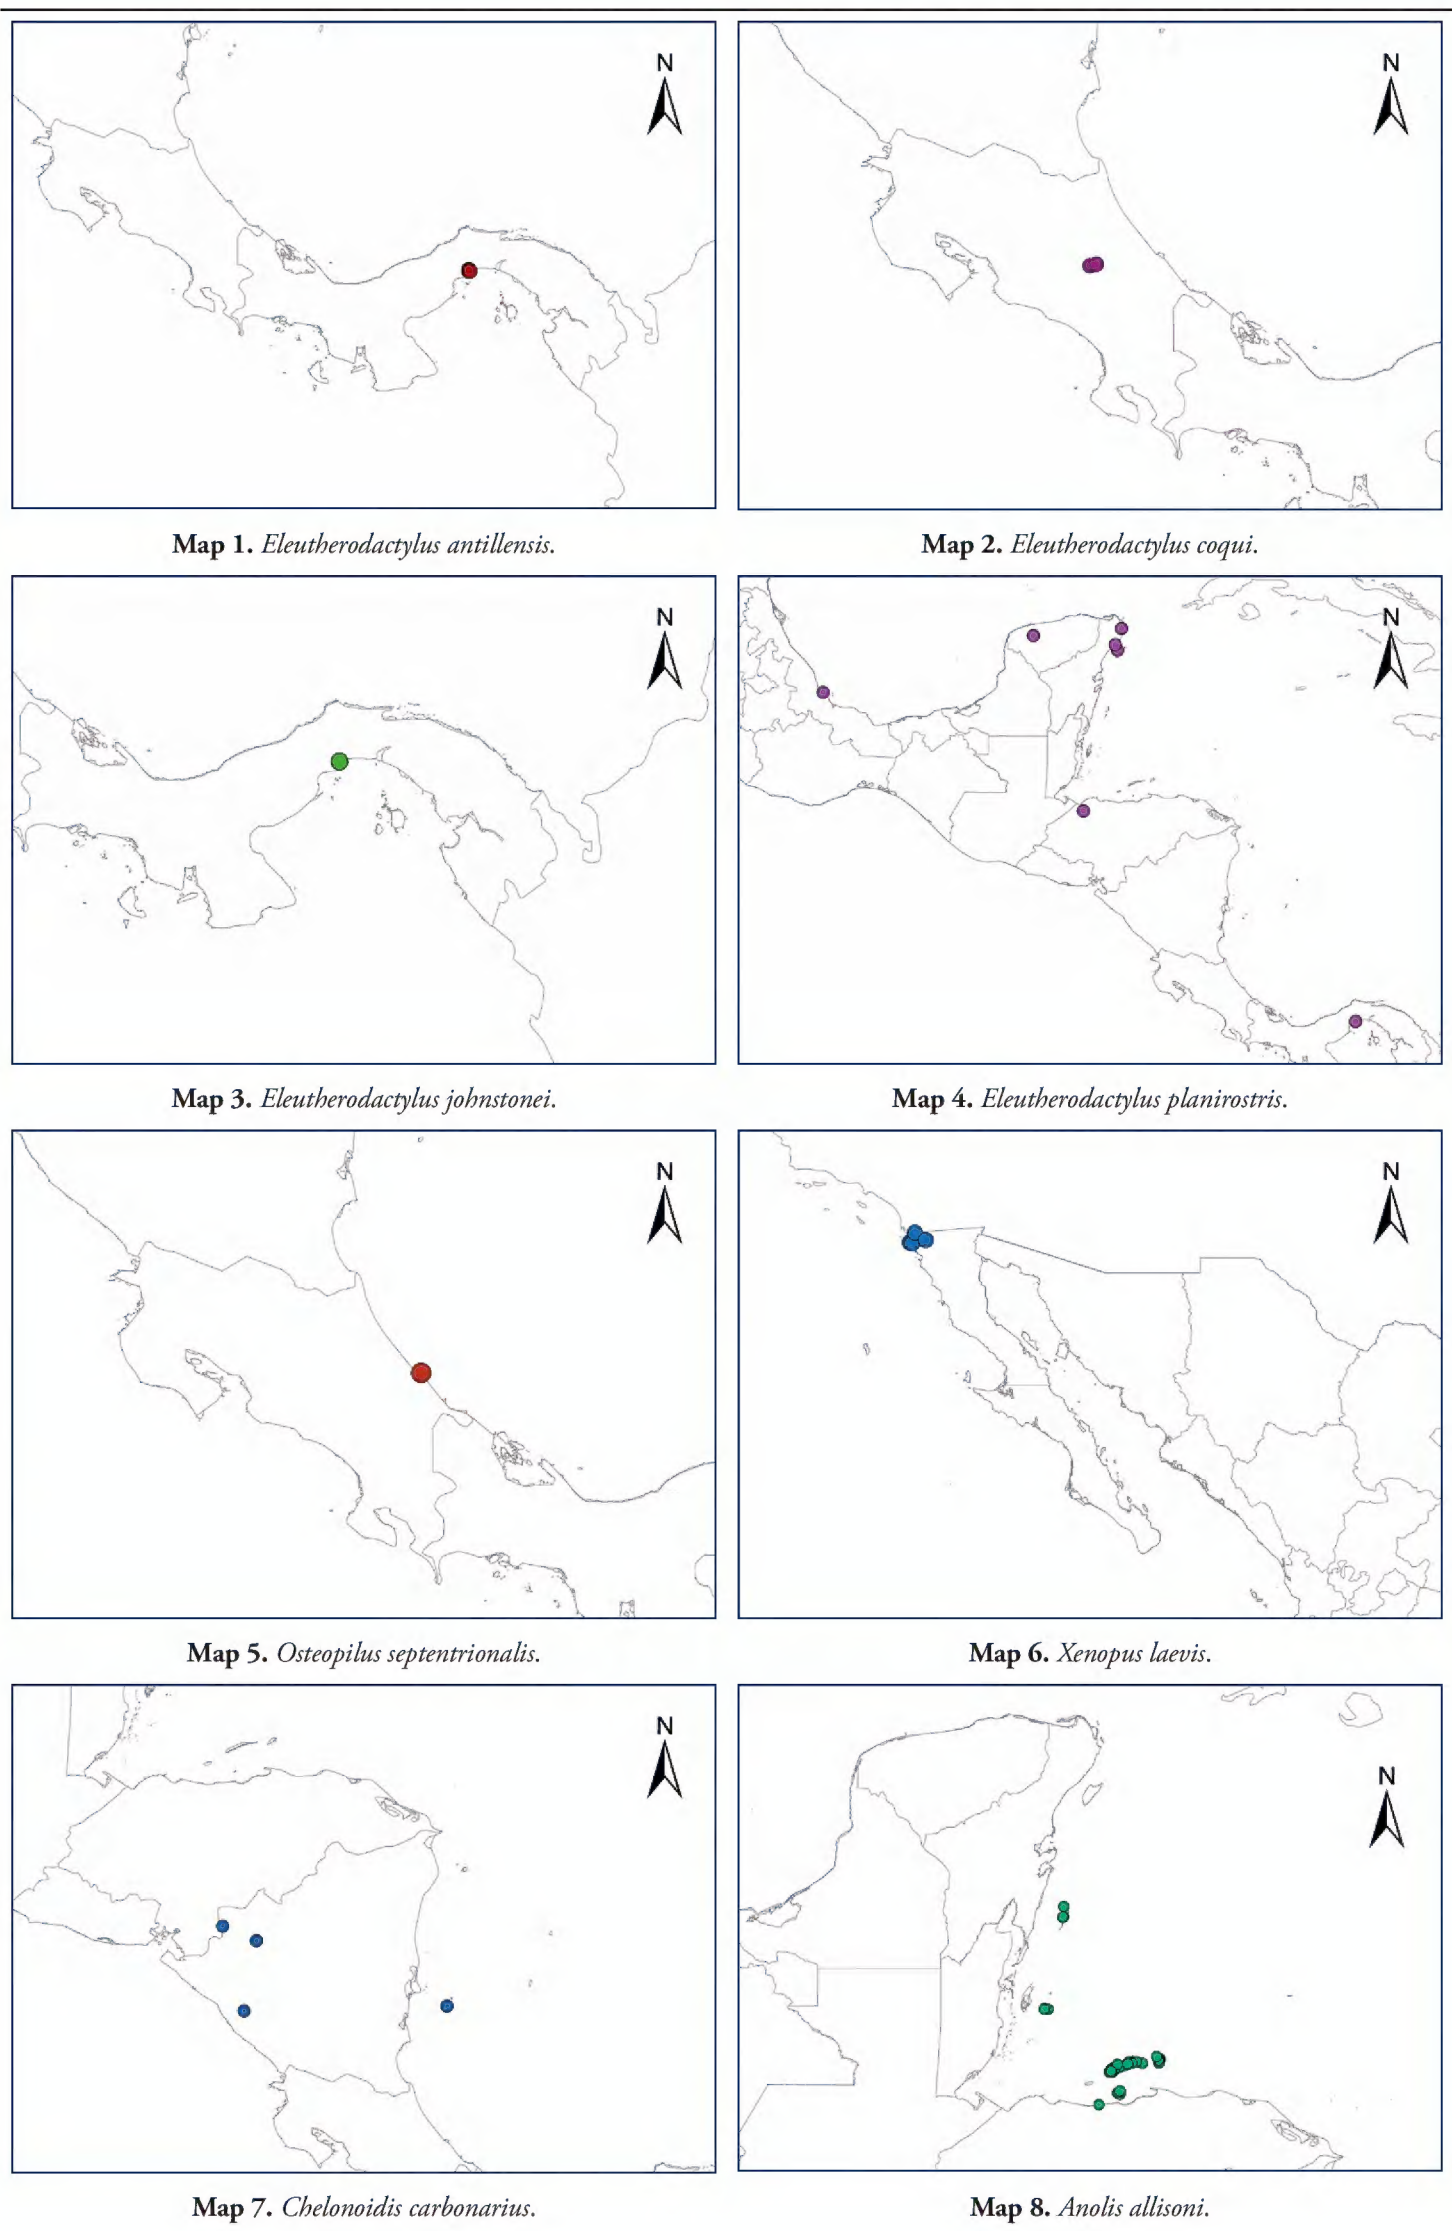 N
N
Map 1. Eleutherodactylus antillensis.
Map 2. Eleutherodactylus coqui.
N
N
Map 3. Eleutherodactylus johnstonei.
Map 4. Eleutherodactylus planirostris.
N
N
Map 5. Osteopilus septentrionalis.
Map 6. Xenopus laevis.
N
N
Map 7. Chelonoidis carbonarius.
Map 8. Anolis allisoni.